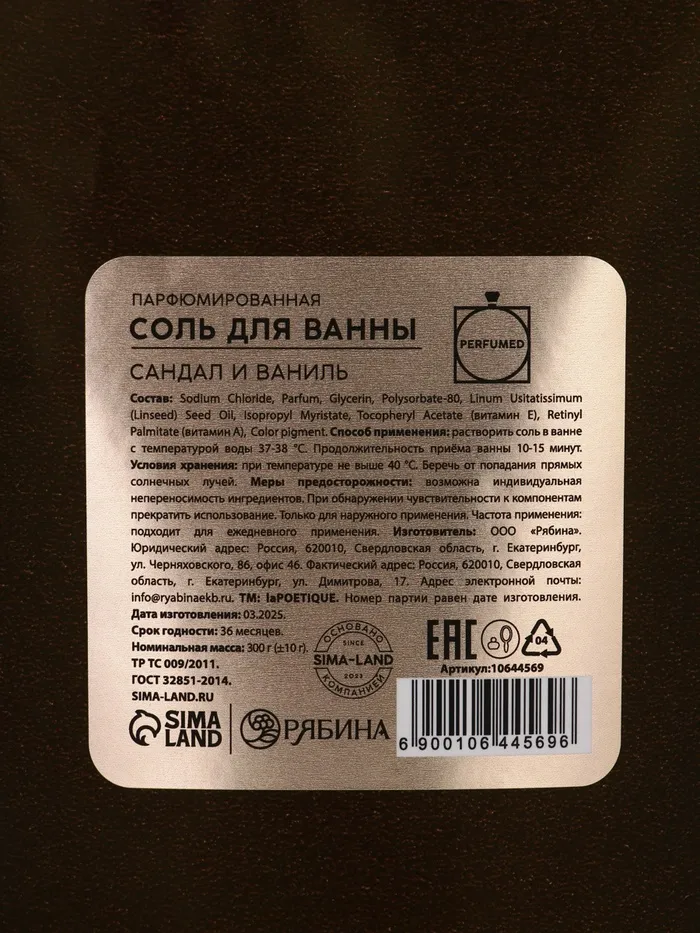 ПАРФЮМИРОВАННАЯ
СОЛЬ ДЛЯ ВАННЫ
САНДАЛ И ВАНИЛЬ
PERFUMED
Состав: Sodium Chloride, Parfum, Glycerin, Polysorbate-80, Linum Usitatissimum
(Linseed) Seed Oil, Isopropyl Myristate, Tocopheryl Acetate (витамин Е), Retinyl
Palmitate (витамин А), Color pigment. Способ применения: растворить соль в ванне
с температурой воды 37-38 °С. Продолжительность приёма ванны 10-15 минут.
Условия хранения: при температуре не выше 40 °С. Беречь от попадания прямых
солнечных лучей. Меры предосторожности: возможна индивидуальная
непереносимость ингредиентов. При обнаружении чувствительности к компонентам
прекратить использование. Только для наружного применения. Частота применения:
подходит для ежедневного применения. Изготовитель: ООО «Рябина».
Юридический адрес: Россия, 620010, Свердловская область, г. Екатеринбург,
ул. Черняховского, 86, офис 46. Фактический адрес: Россия, 620010, Свердловская
область, г. Екатеринбург, ул. Димитрова, 17. Адрес электронной почты:
info@ryabinaekb.ru. ТМ: laPOETIQUE. Номер партии равен дате изготовления.
Дата изготовления: 03.2025.
Срок годности: 36 месяцев.
Номинальная масса: 300 г (±10 г).
ТР ТС 009/2011.
ГОСТ 32851-2014.
SIMA-LAND.RU
ОСНОВАНО
SINCE
SIMA-LAND
2023
КОМПАНИЕЙ
EAC
04
Артикул:10644569
SIMA
LAND
РЯБИНА
6 900106 445696